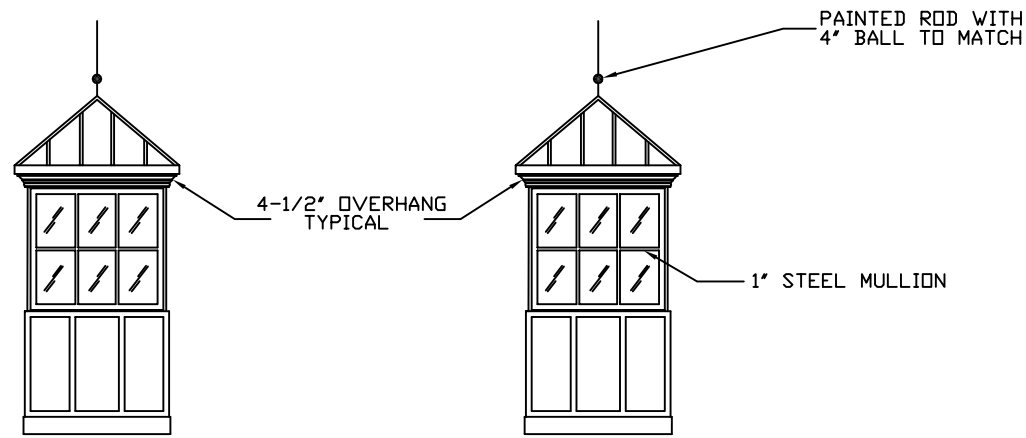 PAINTED ROD WITH
4" BALL TO MATCH
4-1/2" OVERHANG
TYPICAL
1" STEEL MULLION